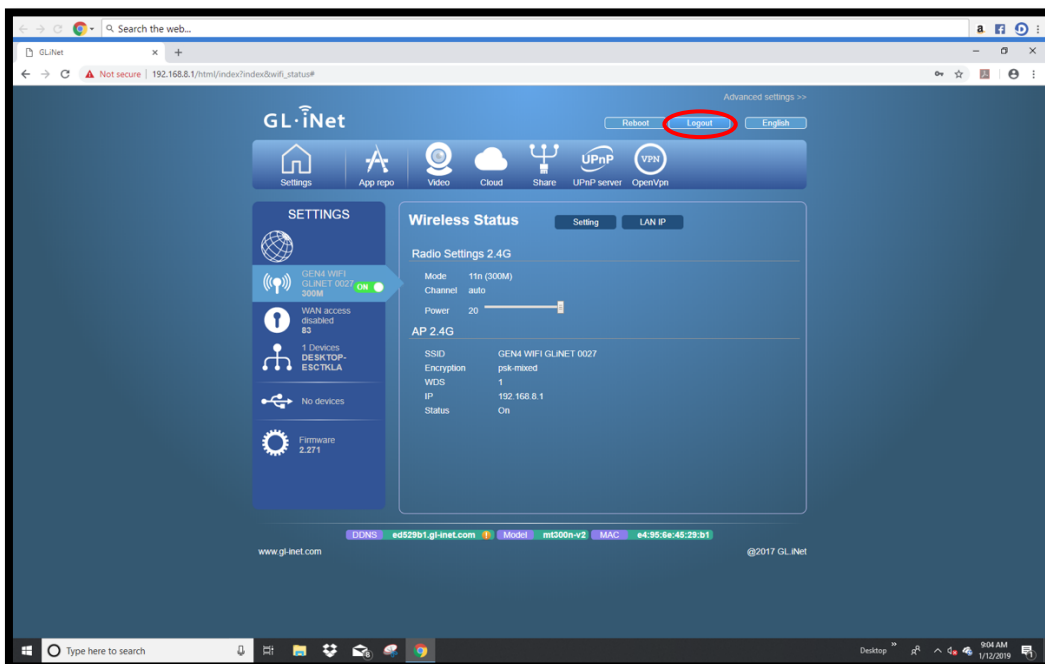 Search the web...
GLiNet
Not secure | 192.168.8.1/html/index?index&wifi_status#
Advanced settings >>
GL·iNet
Reboot Logout English
Settings App repo Video Cloud Share UPnP server OpenVpn
UPnP VPN
SETTINGS
GEN4 WIFI
GLINET 0027
300M
ON
WAN access
disabled
B3
1 Devices
DESKTOP-
ESCTKLA
No devices
Firmware
2.271
Wireless Status Setting LAN IP
Radio Settings 2.4G
Mode 11n (300M)
Channel auto
Power 20
AP 2.4G
SSID GEN4 WIFI GLiNET 0027
Encryption psk-mixed
WDS 1
IP 192.168.8.1
Status On
DDNS ed529b1.gl-inet.com Model mt300n-v2 MAC e4:95:6e:45:29:b1
www.gl-inet.com @2017 GL.iNet
Type here to search
Desktop
9:04 AM
1/12/2019